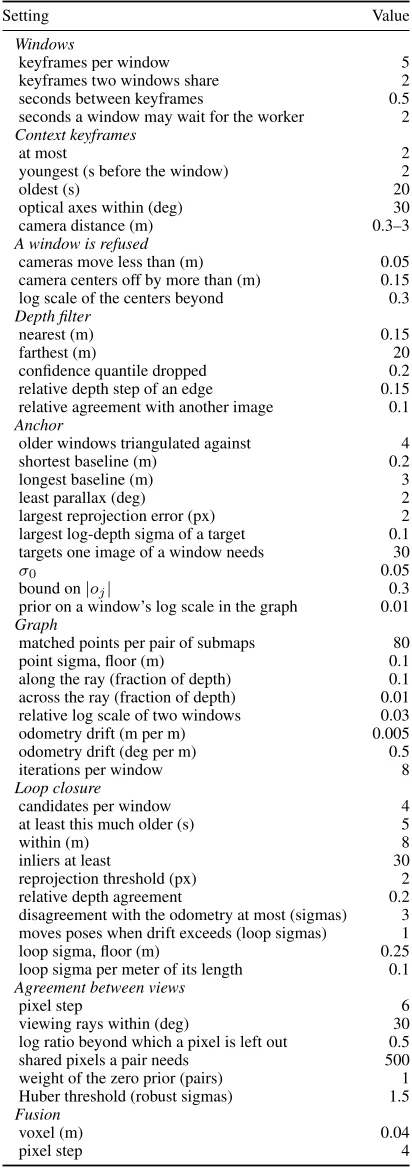 Setting Value
Windows
keyframes per window 5
keyframes two windows share 2
seconds between keyframes 0.5
seconds a window may wait for the worker 2
Context keyframes
at most 2
youngest (s before the window) 2
oldest (s) 20
optical axes within (deg) 30
camera distance (m) 0.3–3
A window is refused
cameras move less than (m) 0.05
camera centers off by more than (m) 0.15
log scale of the centers beyond 0.3
Depth filter
nearest (m) 0.15
farthest (m) 20
confidence quantile dropped 0.2
relative depth step of an edge 0.15
relative agreement with another image 0.1
Anchor
older windows triangulated against 4
shortest baseline (m) 0.2
longest baseline (m) 3
least parallax (deg) 2
largest reprojection error (px) 2
largest log-depth sigma of a target 0.1
targets one image of a window needs 30
σ₀ 0.05
bound on |oⱼ| 0.3
prior on a window's log scale in the graph 0.01
Graph
matched points per pair of submaps 80
point sigma, floor (m) 0.1
along the ray (fraction of depth) 0.1
across the ray (fraction of depth) 0.01
relative log scale of two windows 0.03
odometry drift (m per m) 0.005
odometry drift (deg per m) 0.5
iterations per window 8
Loop closure
candidates per window 4
at least this much older (s) 5
within (m) 8
inliers at least 30
reprojection threshold (px) 2
relative depth agreement 0.2
disagreement with the odometry at most (sigmas) 3
moves poses when drift exceeds (loop sigmas) 1
loop sigma, floor (m) 0.25
loop sigma per meter of its length 0.1
Agreement between views
pixel step 6
viewing rays within (deg) 30
log ratio beyond which a pixel is left out 0.5
shared pixels a pair needs 500
weight of the zero prior (pairs) 1
Huber threshold (robust sigmas) 1.5
Fusion
voxel (m) 0.04
pixel step 4